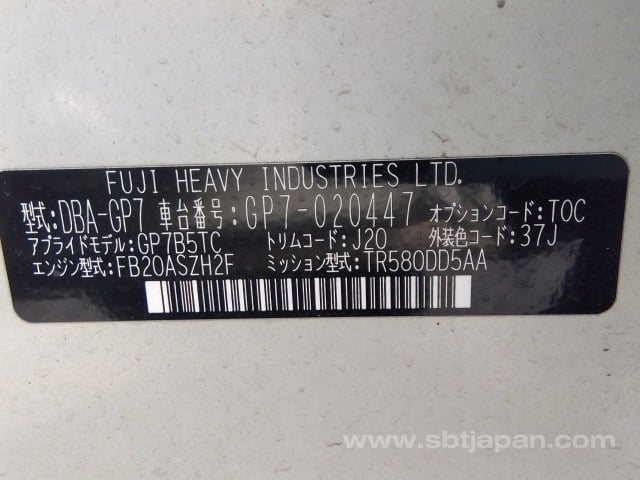 FUJI HEAVY INDUSTRIES LTD.
型式:DBA-GP7 車台番号:GP7-020447 オプションコード:TOC
アプライドモデル:GP7B5TC トリムコード:J20 外装色コード:37J
エンジン型式:FB20ASZH2F ミッション型式:TR580DD5AA
www.sbtjapan.com